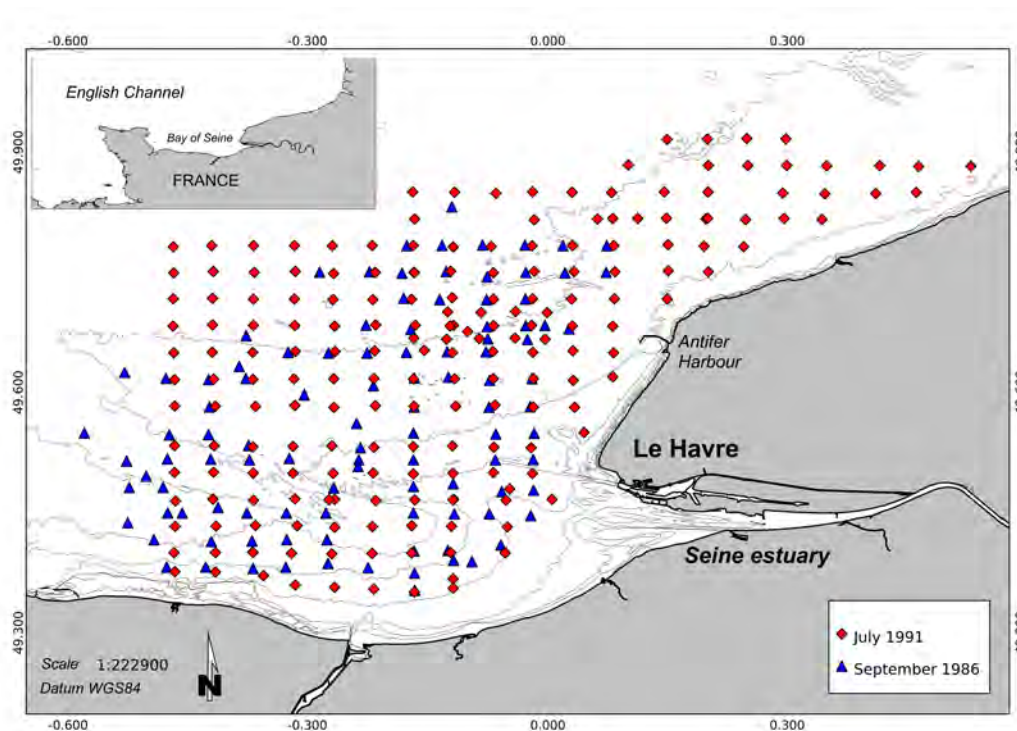 -0.600 -0.300 0.000 0.300
English Channel
Bay of Seine
FRANCE
49.900
Antifer
Harbour
49.600
Le Havre
Seine estuary
49.300
July 1991
September 1986
Scale 1:222900
Datum WGS84
N
-0.600 -0.300 0.000 0.300